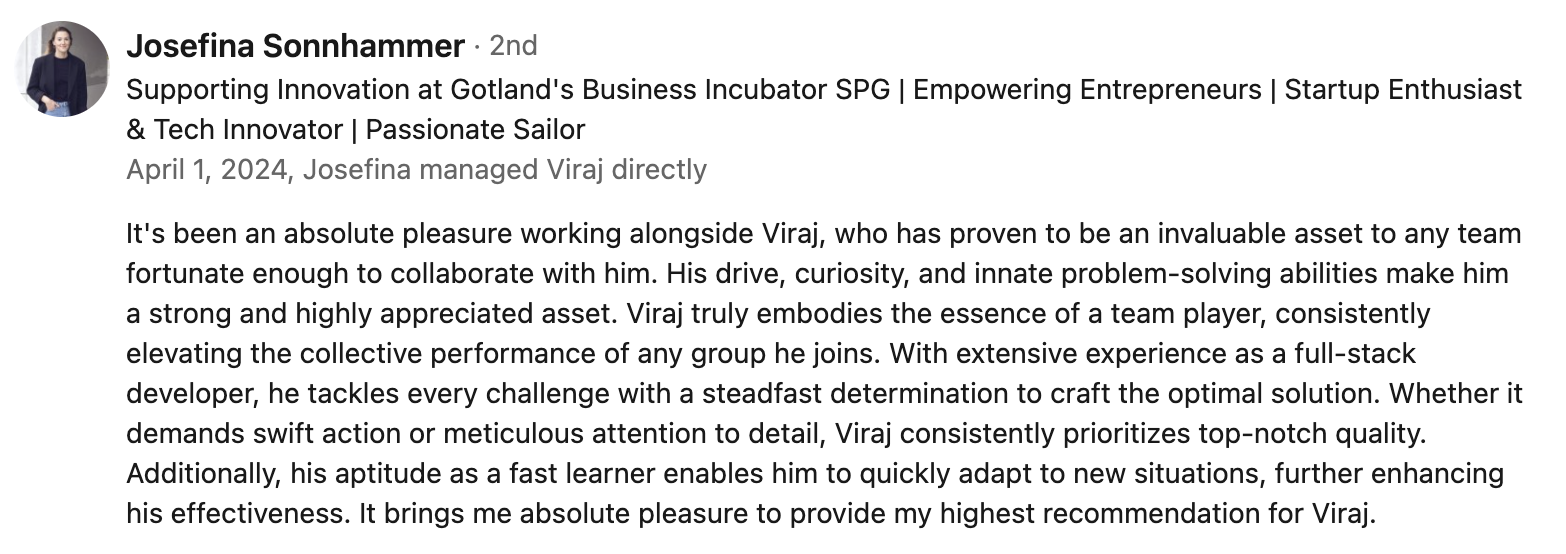 Josefina Sonnhammer · 2nd
Supporting Innovation at Gotland's Business Incubator SPG | Empowering Entrepreneurs | Startup Enthusiast
& Tech Innovator | Passionate Sailor
April 1, 2024, Josefina managed Viraj directly
It's been an absolute pleasure working alongside Viraj, who has proven to be an invaluable asset to any team
fortunate enough to collaborate with him. His drive, curiosity, and innate problem-solving abilities make him
a strong and highly appreciated asset. Viraj truly embodies the essence of a team player, consistently
elevating the collective performance of any group he joins. With extensive experience as a full-stack
developer, he tackles every challenge with a steadfast determination to craft the optimal solution. Whether it
demands swift action or meticulous attention to detail, Viraj consistently prioritizes top-notch quality.
Additionally, his aptitude as a fast learner enables him to quickly adapt to new situations, further enhancing
his effectiveness. It brings me absolute pleasure to provide my highest recommendation for Viraj.